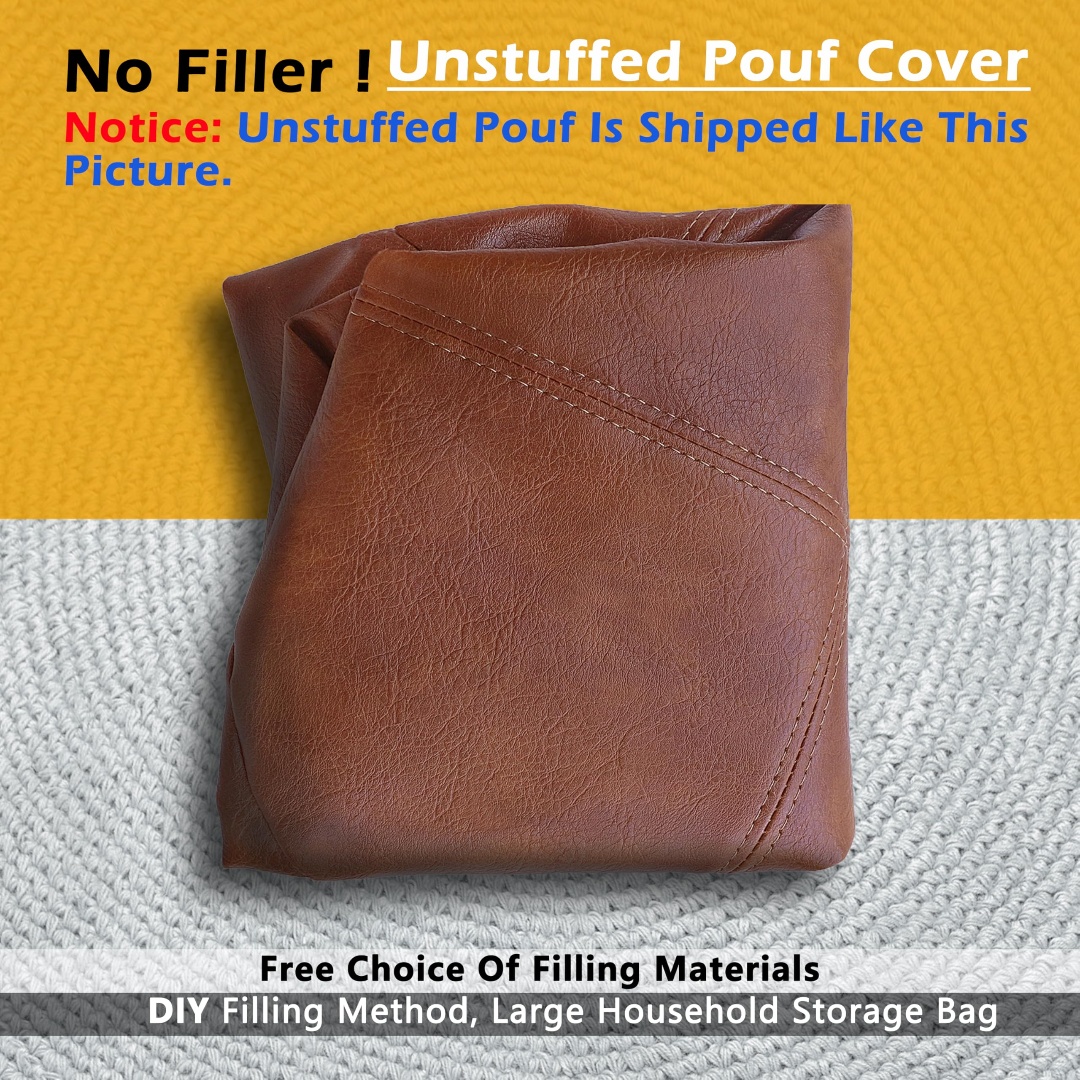 No Filler ! Unstuffed Pouf Cover
Notice: Unstuffed Pouf Is Shipped Like This
Picture.
Free Choice Of Filling Materials
DIY Filling Method, Large Household Storage Bag